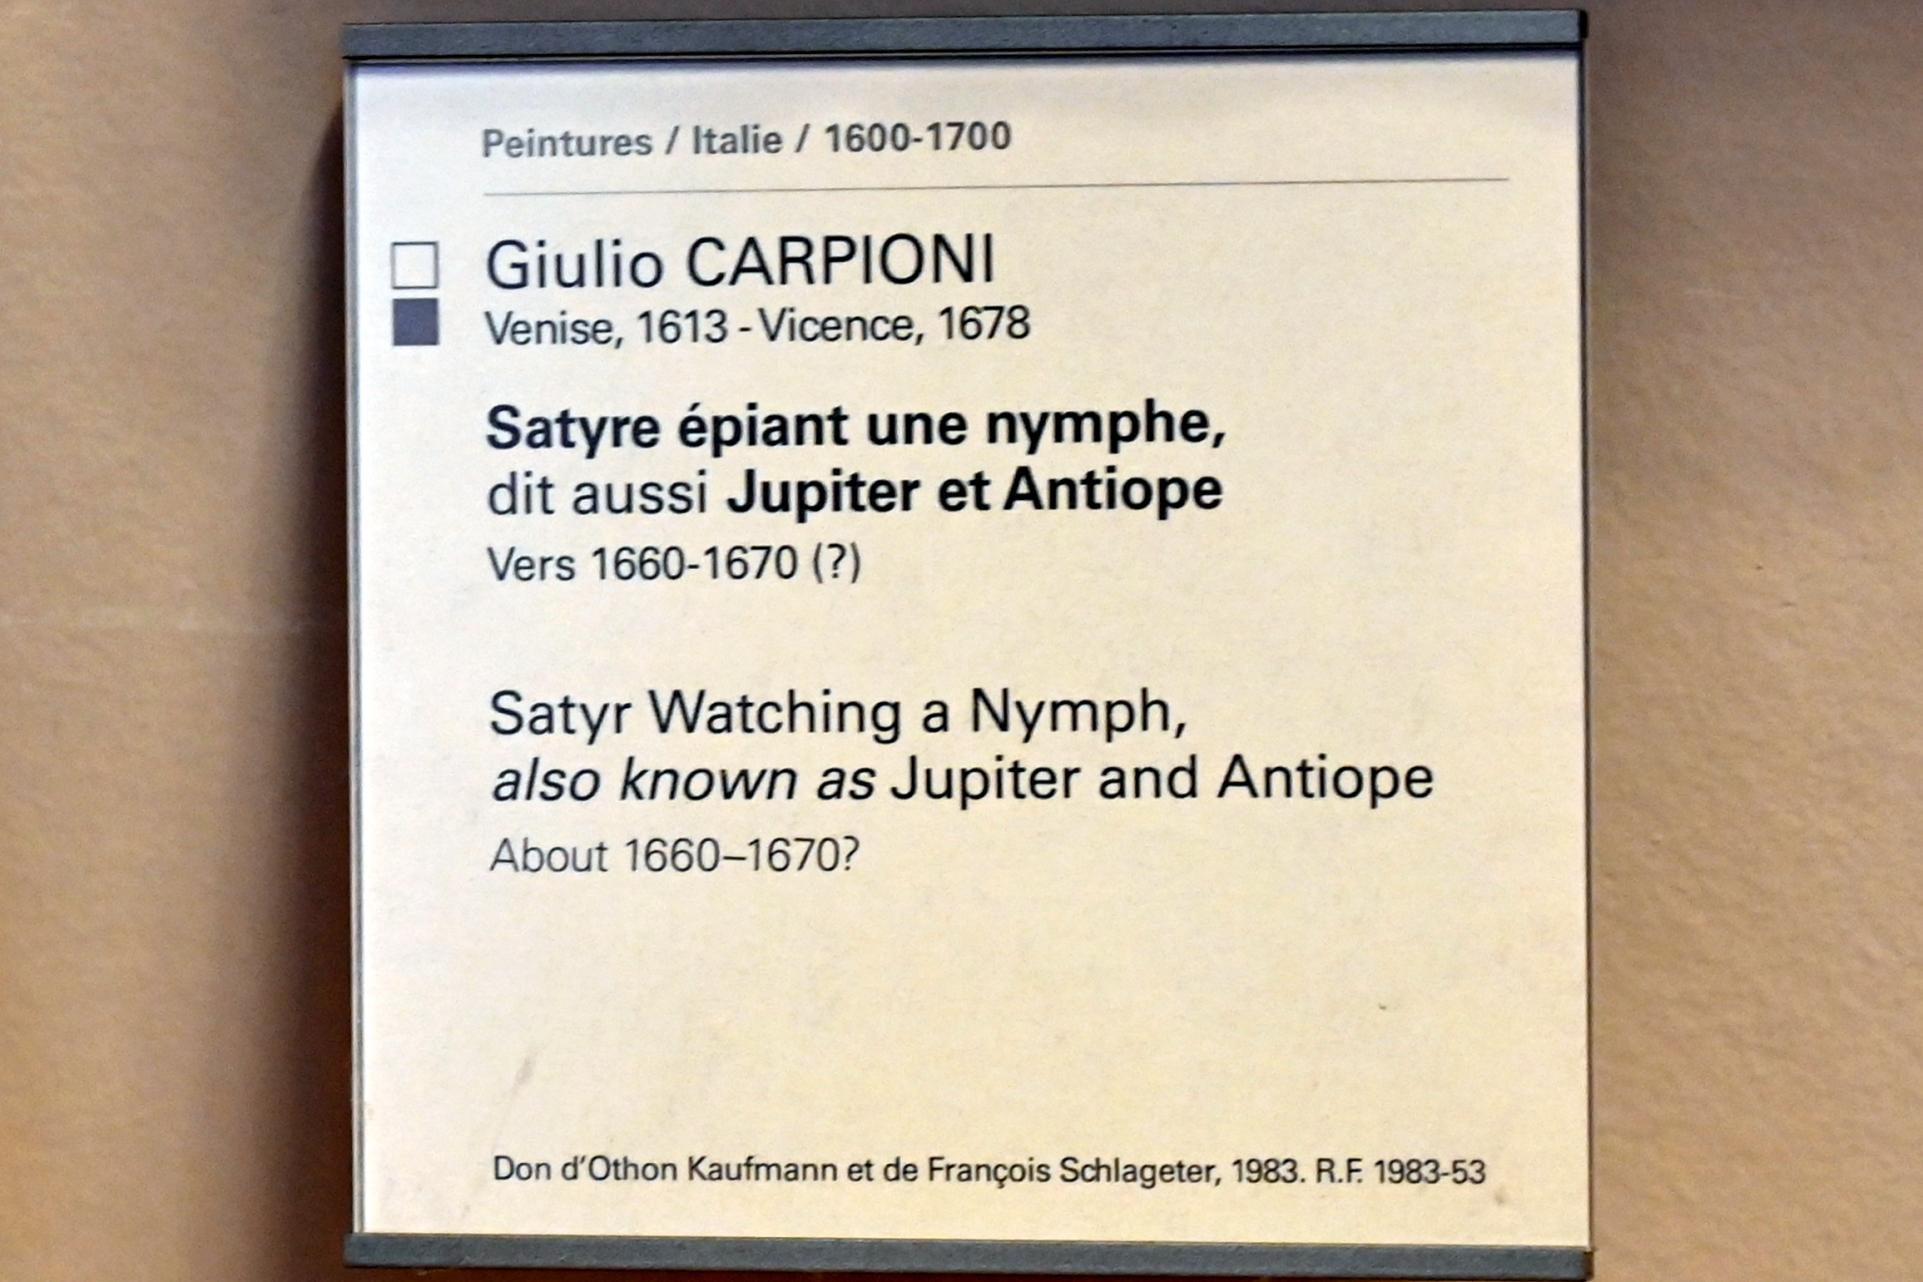 Peintures / Italie / 1600-1700
Giulio CARPIONI
Venise, 1613 - Vicence, 1678
Satyre épiant une nymphe,
dit aussi Jupiter et Antiope
Vers 1660-1670 (?)
Satyr Watching a Nymph,
also known as Jupiter and Antiope
About 1660–1670?
Don d’Othon Kaufmann et de François Schlageter, 1983. R.F. 1983-53